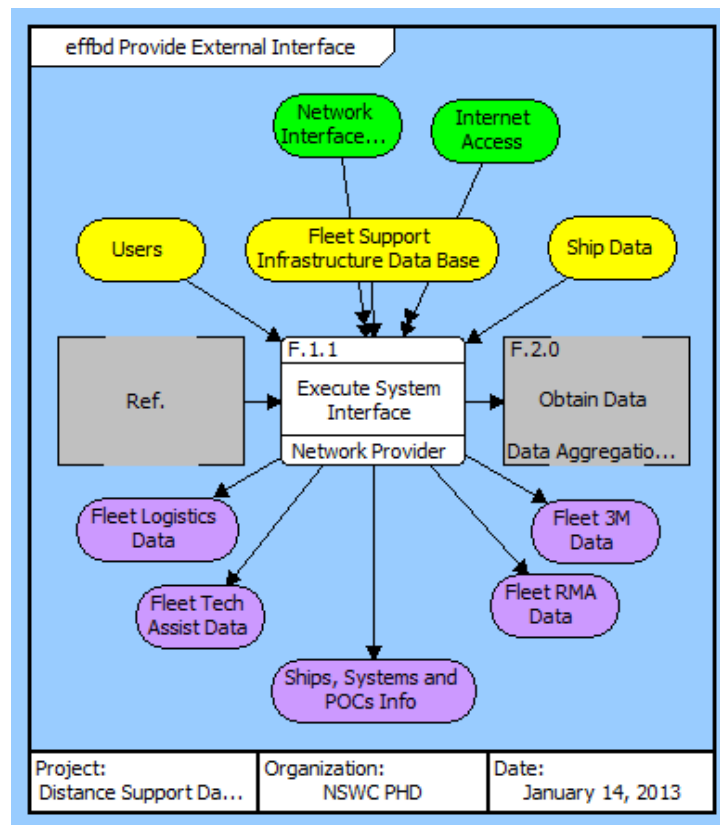 effbd Provide External Interface
Network
Interface...
Internet
Access
Users
Fleet Support
Infrastructure Data Base
Ship Data
Ref.
F.1.1
Execute System
Interface
Network Provider
F.2.0
Obtain Data
Data Aggregatio...
Fleet Logistics
Data
Fleet 3M
Data
Fleet Tech
Assist Data
Fleet RMA
Data
Ships, Systems and
POCs Info
Project:
Distance Support Da...
Organization:
NSWC PHD
Date:
January 14, 2013